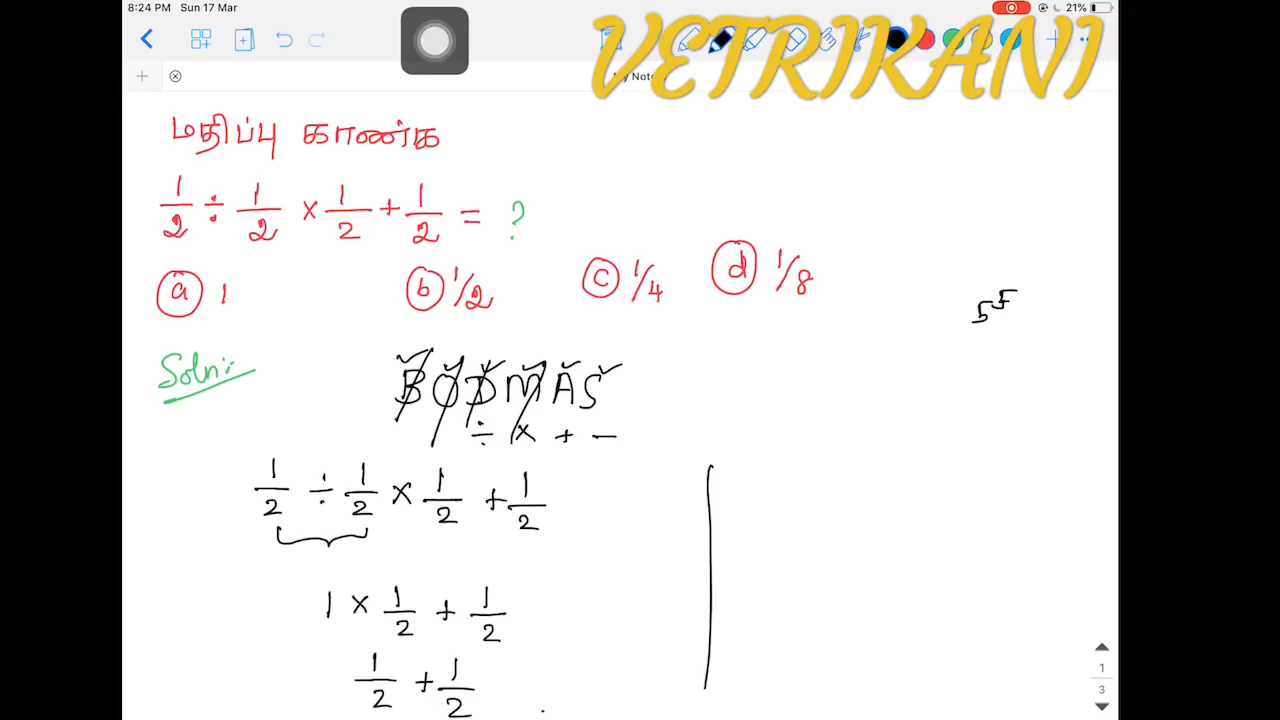 8:24 PM Sun 17 Mar
21%
VETRIKANI
மதிப்பு காண்க
1/2 ÷ 1/2 × 1/2 + 1/2 = ?
a 1 b 1/2 c 1/4 d 1/8
Soln:
BODMAS
÷ × + −
1/2 ÷ 1/2 × 1/2 + 1/2
1 × 1/2 + 1/2
1/2 + 1/2
1
3